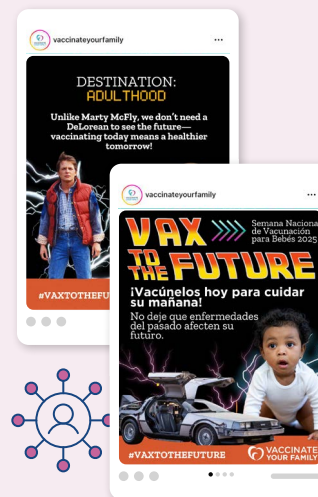 vaccinateyourfamily
DESTINATION:
ADULTHOOD
Unlike Marty McFly, we don't need a
DeLorean to see the future—
vaccinating today means a healthier
tomorrow!
#VAXTOTHEFU
vaccinateyourfamily
VAX
Semana Naciona
de Vacunación
para Bebés 2025
TO
THE FUTURE
¡Vacúnelos hoy para cuidar
su mañana!
No deje que enfermedades
del pasado afecten su
futuro.
#VAXTOTHEFUTURE
VACCINATE
YOUR FAMILY